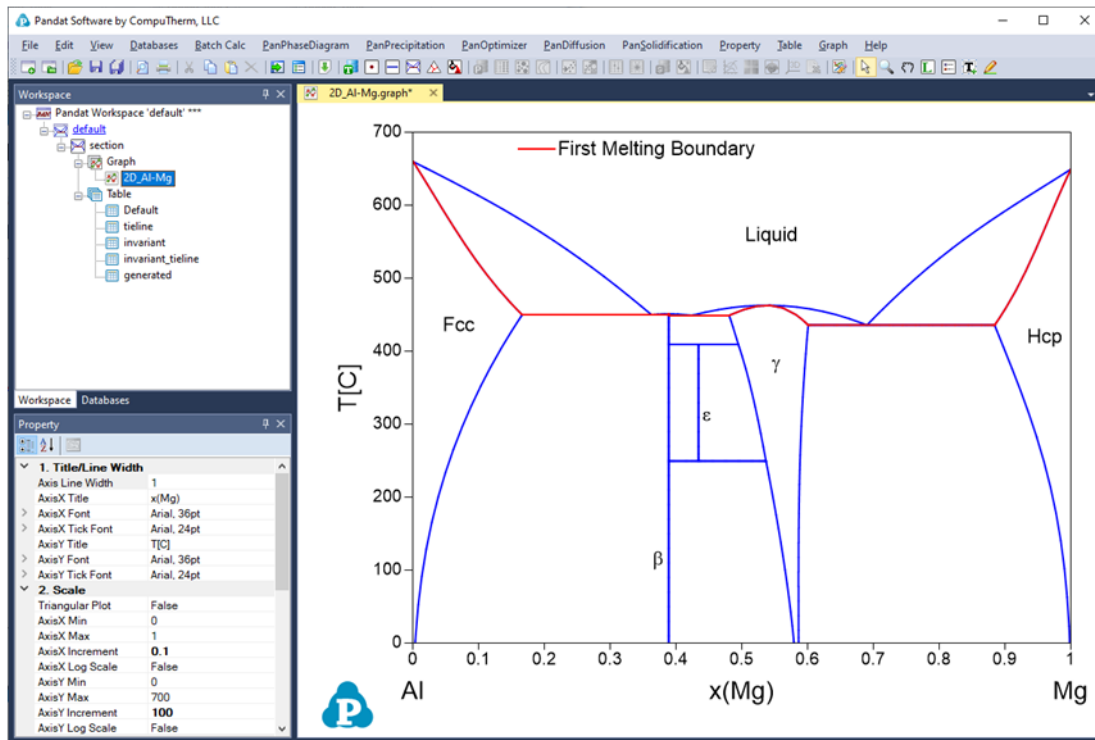 Pandat Software by CompuTherm, LLC
File Edit View Databases Batch Calc PanPhaseDiagram PanPrecipitation PanOptimizer PanDiffusion PanSolidification Property Table Graph Help
Workspace
Pandat Workspace 'default' ***
default
section
Graph
2D_Al-Mg
Table
Default
tieline
invariant
invariant_tieline
generated
Workspace Databases
Property
1. Title/Line Width
Axis Line Width 1
AxisX Title x(Mg)
AxisX Font Arial, 36pt
AxisX Tick Font Arial, 24pt
AxisY Title T[C]
AxisY Font Arial, 36pt
AxisY Tick Font Arial, 24pt
2. Scale
Triangular Plot False
AxisX Min 0
AxisX Max 1
AxisX Increment 0.1
AxisX Log Scale False
AxisY Min 0
AxisY Max 700
AxisY Increment 100
AxisY Log Scale False
2D_Al-Mg.graph*
700
First Melting Boundary
600
Liquid
500
Fcc
400
Hcp
γ
T[C]
300
ε
200
100
β
0
0 0.1 0.2 0.3 0.4 0.5 0.6 0.7 0.8 0.9 1
Al x(Mg) Mg
P